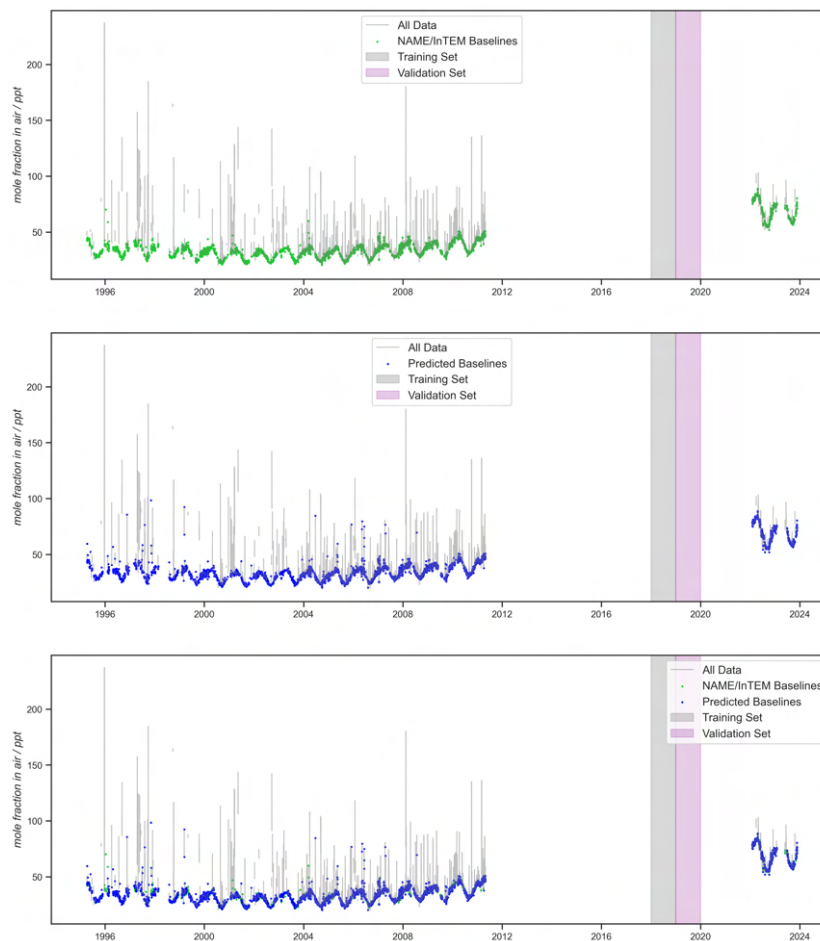 All Data
NAME/InTEM Baselines
Training Set
Validation Set
mole fraction in air / ppt
200
150
100
50
1996
2000
2004
2008
2012
2016
2020
2024
All Data
Predicted Baselines
Training Set
Validation Set
mole fraction in air / ppt
200
150
100
50
1996
2000
2004
2008
2012
2016
2020
2024
All Data
NAME/InTEM Baselines
Predicted Baselines
Training Set
Validation Set
mole fraction in air / ppt
200
150
100
50
1996
2000
2004
2008
2012
2016
2020
2024